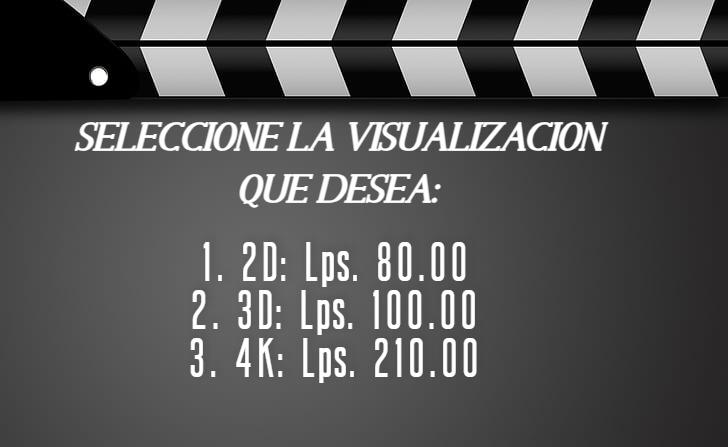 SELECCIONE LA VISUALIZACION
QUE DESEA:
1. 2D: Lps. 80.00
2. 3D: Lps. 100.00
3. 4K: Lps. 210.00